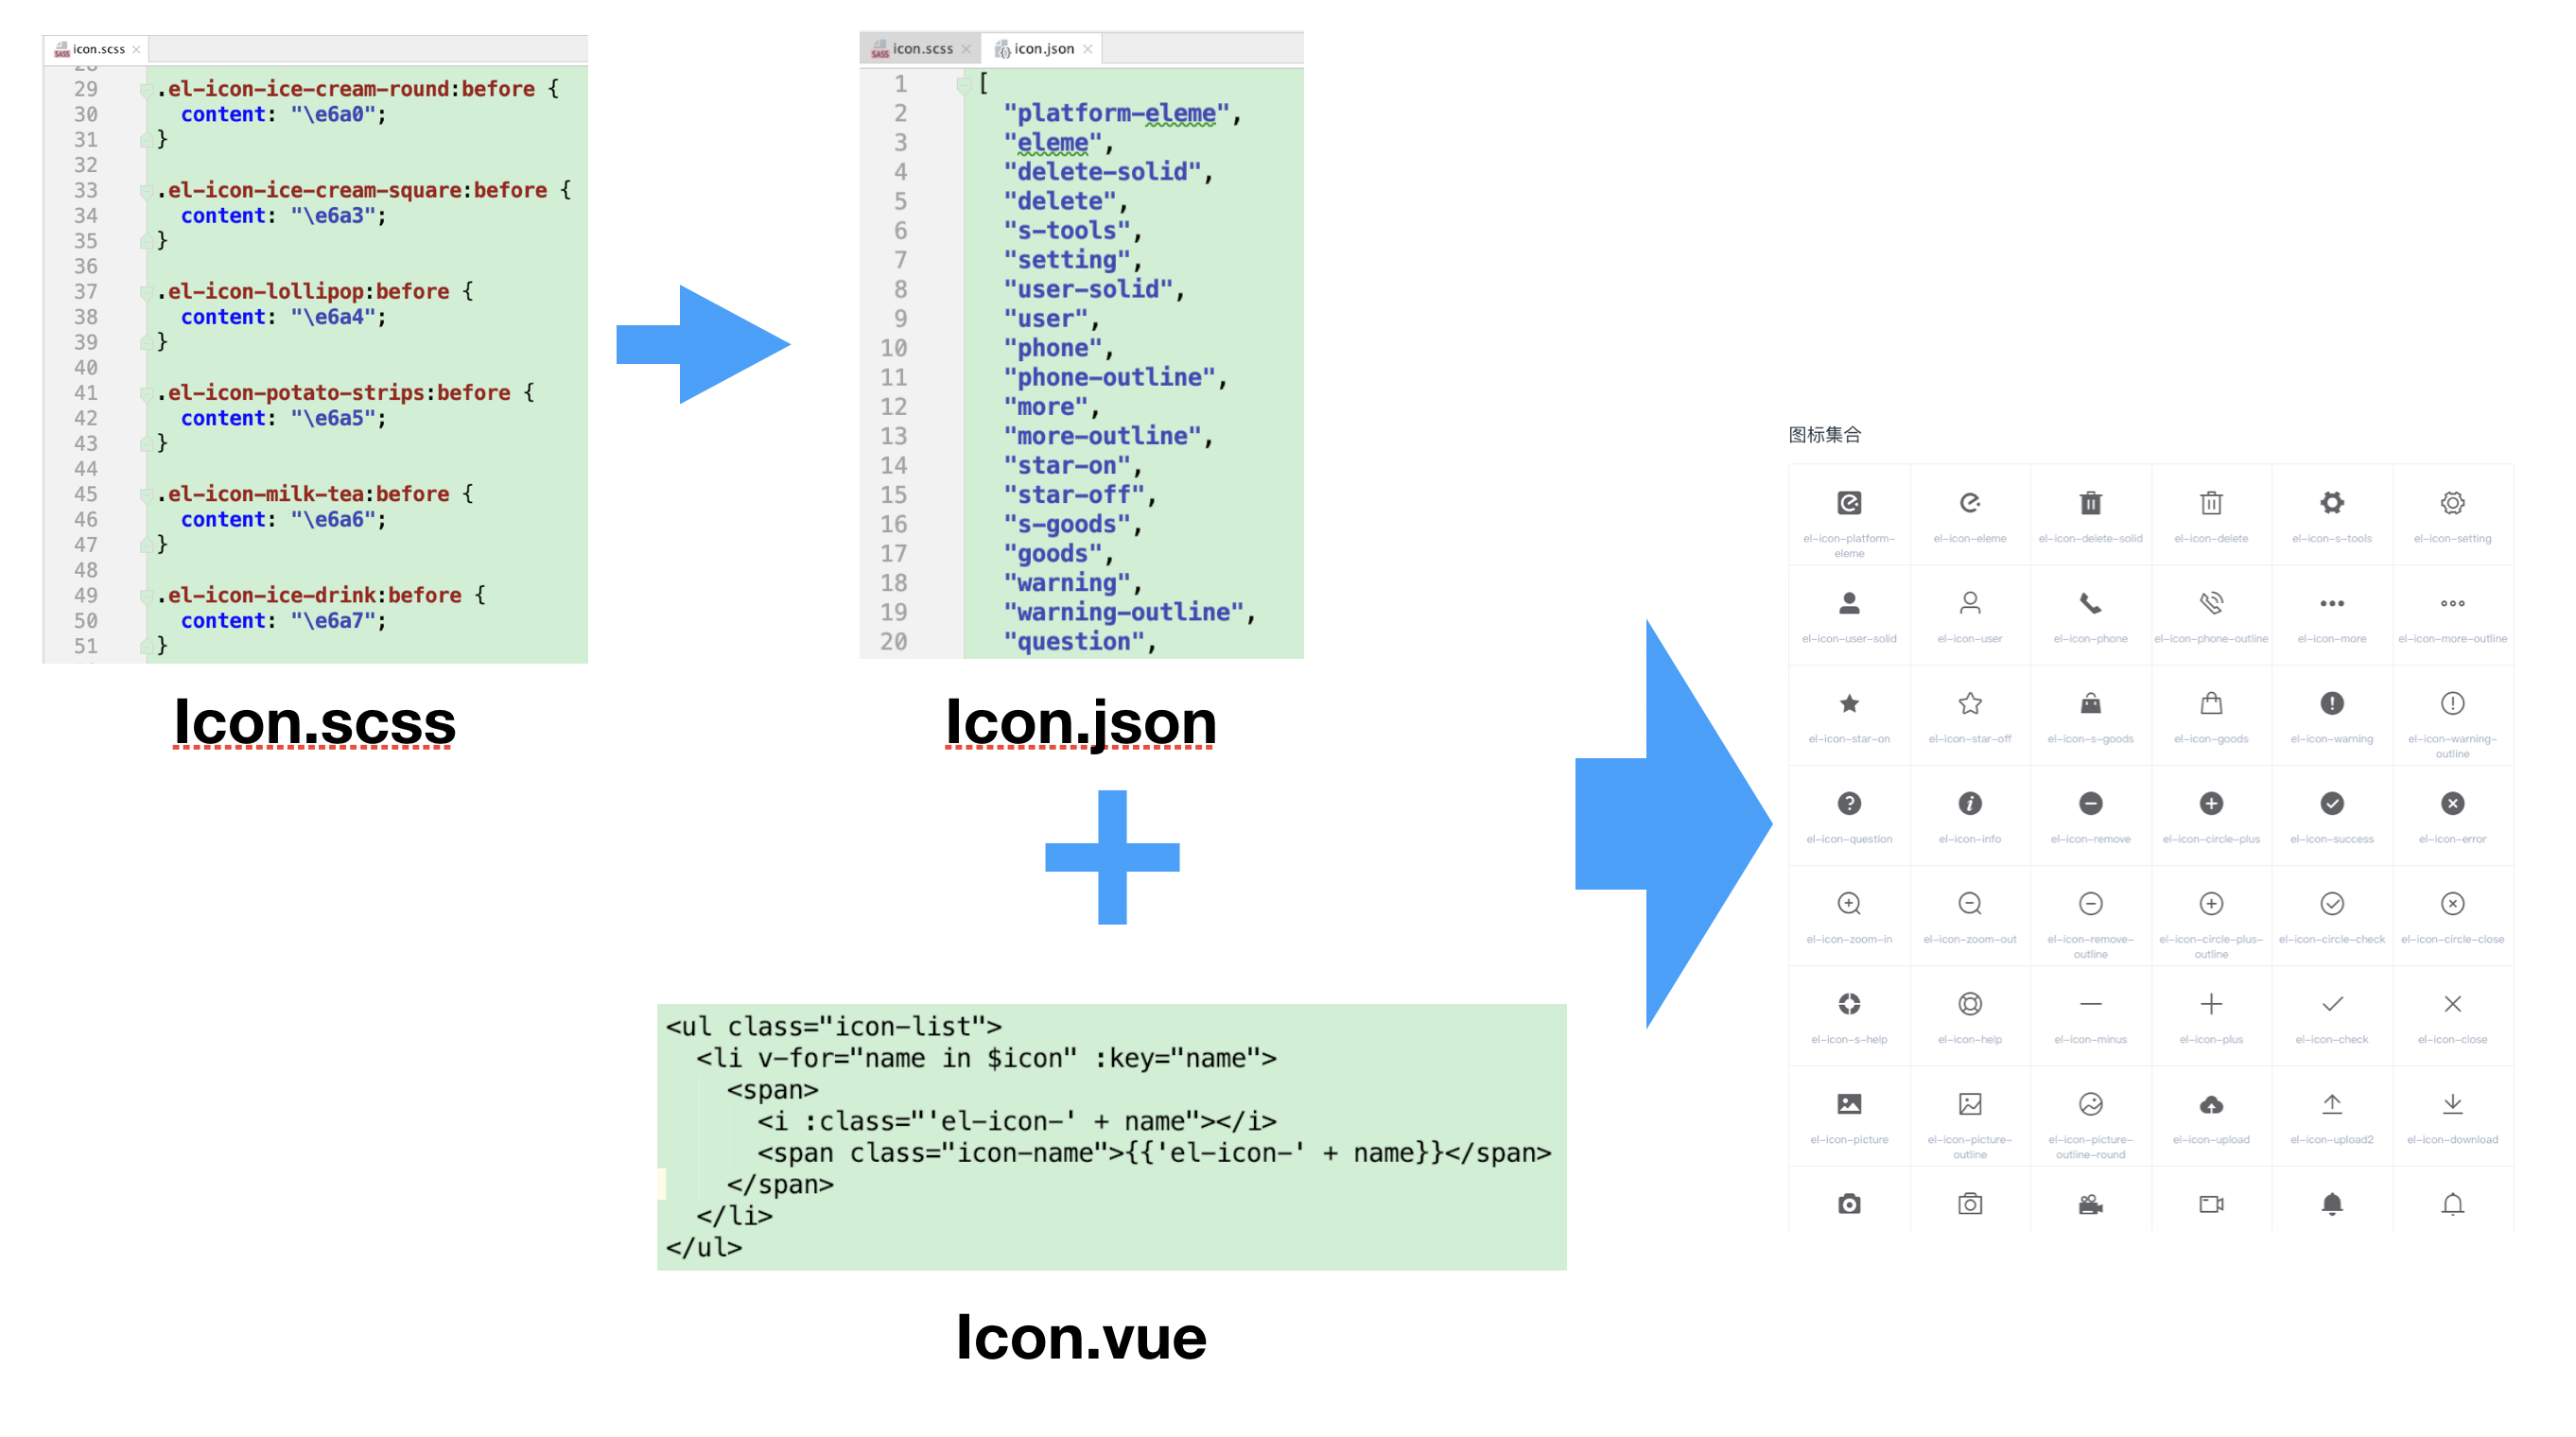 icon.scss
29 .el-icon-ice-cream-round:before {
30 content: "\e6a0";
31 }
32
33 .el-icon-ice-cream-square:before {
34 content: "\e6a3";
35 }
36
37 .el-icon-lollipop:before {
38 content: "\e6a4";
39 }
40
41 .el-icon-potato-strips:before {
42 content: "\e6a5";
43 }
44
45 .el-icon-milk-tea:before {
46 content: "\e6a6";
47 }
48
49 .el-icon-ice-drink:before {
50 content: "\e6a7";
51 }
Icon.scss
icon.scss icon.json
1 [
2 "platform-eleme",
3 "eleme",
4 "delete-solid",
5 "delete",
6 "s-tools",
7 "setting",
8 "user-solid",
9 "user",
10 "phone",
11 "phone-outline",
12 "more",
13 "more-outline",
14 "star-on",
15 "star-off",
16 "s-goods",
17 "goods",
18 "warning",
19 "warning-outline",
20 "question",
Icon.json
<ul class="icon-list">
<li v-for="name in $icon" :key="name">
<span>
<i :class="'el-icon-' + name"></i>
<span class="icon-name">{{'el-icon-' + name}}</span>
</span>
</li>
</ul>
Icon.vue
图标集合
el-icon-platform-
eleme
el-icon-eleme
el-icon-delete-solid
el-icon-delete
el-icon-s-tools
el-icon-setting
el-icon-user-solid
el-icon-user
el-icon-phone
el-icon-phone-outline
el-icon-more
el-icon-more-outline
el-icon-star-on
el-icon-star-off
el-icon-s-goods
el-icon-goods
el-icon-warning
el-icon-warning-
outline
el-icon-question
el-icon-info
el-icon-remove
el-icon-circle-plus
el-icon-success
el-icon-error
el-icon-zoom-in
el-icon-zoom-out
el-icon-remove-
outline
el-icon-circle-plus-
outline
el-icon-circle-check
el-icon-circle-close
el-icon-s-help
el-icon-help
el-icon-minus
el-icon-plus
el-icon-check
el-icon-close
el-icon-picture
el-icon-picture-
outline
el-icon-picture-
outline-round
el-icon-upload
el-icon-upload2
el-icon-download